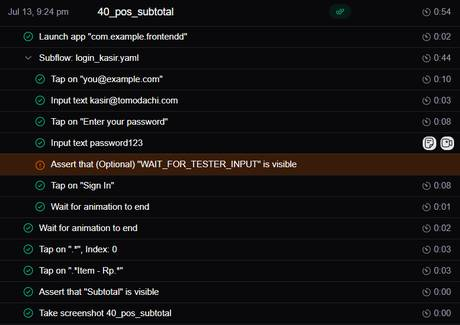 Jul 13, 9:24 pm 40_pos_subtotal 0:54
Launch app "com.example.frontendd" 0:02
Subflow: login_kasir.yaml 0:44
Tap on "you@example.com" 0:10
Input text kasir@tomodachi.com 0:03
Tap on "Enter your password" 0:08
Input text password123
Assert that (Optional) "WAIT_FOR_TESTER_INPUT" is visible
Tap on "Sign In" 0:08
Wait for animation to end 0:01
Wait for animation to end 0:02
Tap on ".*", Index: 0 0:03
Tap on ".*Item - Rp.*" 0:03
Assert that "Subtotal" is visible 0:00
Take screenshot 40_pos_subtotal 0:00